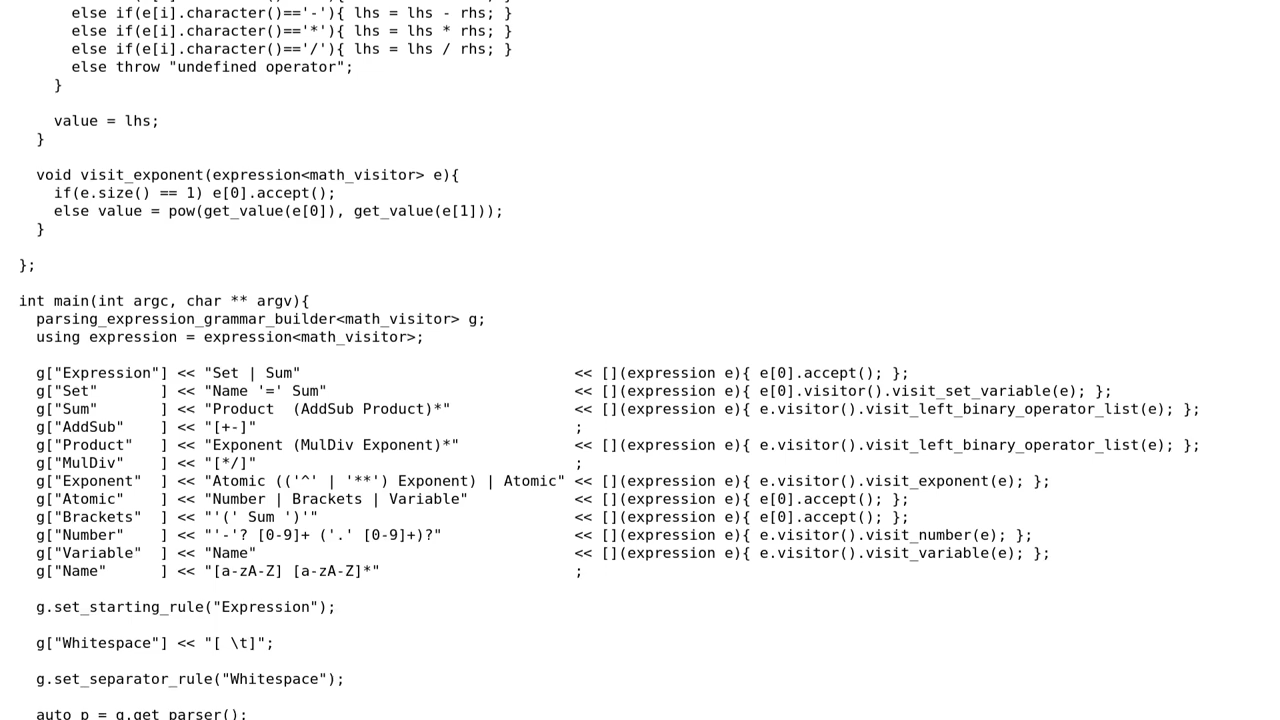 else if(e[i].character()=='-'){ lhs = lhs - rhs; }
else if(e[i].character()=='*'){ lhs = lhs * rhs; }
else if(e[i].character()=='/'){ lhs = lhs / rhs; }
else throw "undefined operator";
}
value = lhs;
}
void visit_exponent(expression<math_visitor> e){
if(e.size() == 1) e[0].accept();
else value = pow(get_value(e[0]), get_value(e[1]));
}
};
int main(int argc, char ** argv){
parsing_expression_grammar_builder<math_visitor> g;
using expression = expression<math_visitor>;
g["Expression"] << "Set | Sum" << [](expression e){ e[0].accept(); };
g["Set" ] << "Name '=' Sum" << [](expression e){ e[0].visitor().visit_set_variable(e); };
g["Sum" ] << "Product  (AddSub Product)*" << [](expression e){ e.visitor().visit_left_binary_operator_list(e); };
g["AddSub" ] << "[+-]" ;
g["Product" ] << "Exponent (MulDiv Exponent)*" << [](expression e){ e.visitor().visit_left_binary_operator_list(e); };
g["MulDiv" ] << "[*/]" ;
g["Exponent" ] << "Atomic (('^' | '**') Exponent) | Atomic" << [](expression e){ e.visitor().visit_exponent(e); };
g["Atomic" ] << "Number | Brackets | Variable" << [](expression e){ e[0].accept(); };
g["Brackets" ] << "'(' Sum ')'" << [](expression e){ e[0].accept(); };
g["Number" ] << "'-'? [0-9]+ ('.' [0-9]+)?" << [](expression e){ e.visitor().visit_number(e); };
g["Variable" ] << "Name" << [](expression e){ e.visitor().visit_variable(e); };
g["Name" ] << "[a-zA-Z] [a-zA-Z]*" ;
g.set_starting_rule("Expression");
g["Whitespace"] << "[ \t]";
g.set_separator_rule("Whitespace");
auto p = g.get_parser();